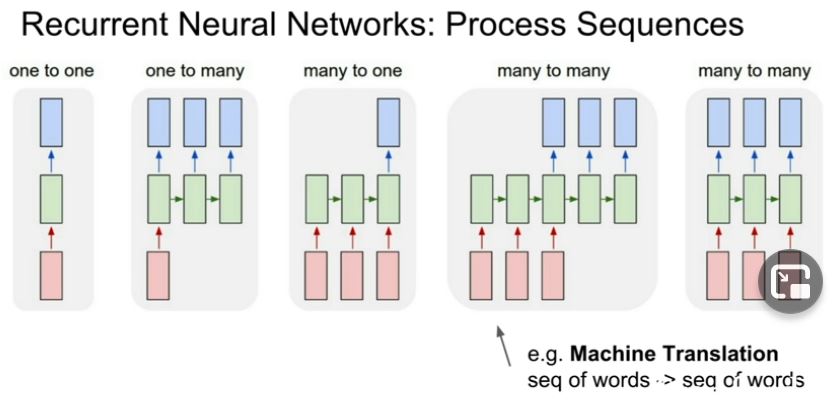 Recurrent Neural Networks: Process Sequences
one to one
one to many
many to one
many to many
many to many
e.g. Machine Translation
seq of words -> seq of words